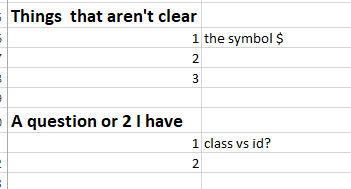 Things  that aren't clear
1 the symbol $
2
3
A question or 2 I have
1 class vs id?
2